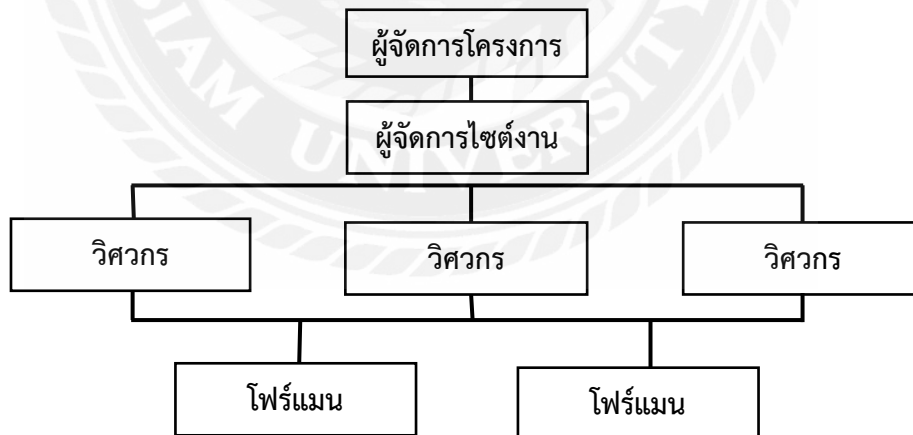 ผู้จัดการโครงการ
ผู้จัดการไซต์งาน
วิศวกร
วิศวกร
วิศวกร
โฟร์แมน
โฟร์แมน
IAM UNIVERSITY